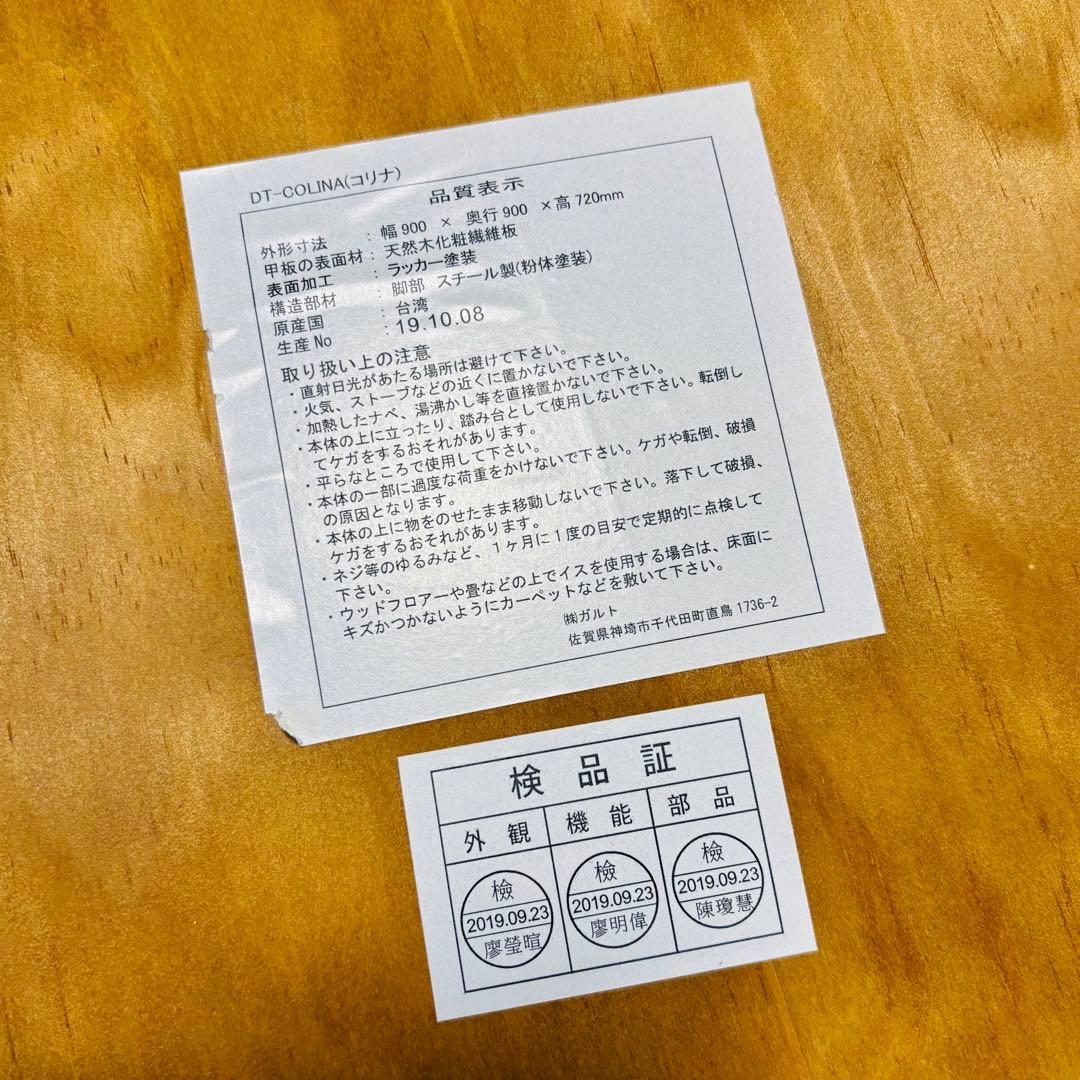 DT-COLINA(コリナ)
品質表示
外形寸法 : 幅 900 × 奥行 900 ×高 720mm
甲板の表面材 : 天然木化粧繊維板
表面加工 : ラッカー塗装
構造部材 : 脚部 スチール製(粉体塗装)
原産国 : 台湾
生産No : 19.10.08
取り扱い上の注意
・直射日光があたる場所は避けて下さい。
・火気、ストーブなどの近くに置かないで下さい。
・加熱したナベ、湯沸かし等を直接置かないで下さい。
・本体の上に立ったり、踏み台として使用しないで下さい。転倒し
てケガをするおそれがあります。
・平らなところで使用して下さい。
・本体の一部に過度な荷重をかけないで下さい。ケガや転倒、破損
の原因となります。
・本体の上に物をのせたまま移動しないで下さい。落下して破損、
ケガをするおそれがあります。
・ネジ等のゆるみなど、1ヶ月に1度の目安で定期的に点検して
下さい。
・ウッドフロアーや畳などの上でイスを使用する場合は、床面に
キズかつかないようにカーペットなどを敷いて下さい。
㈱ガルト
佐賀県神埼市千代田町直鳥 1736-2
検品証
外観 機能 部品
檢 檢 檢
2019.09.23 2019.09.23 2019.09.23
廖瑩暄 廖明偉 陳瓊慧